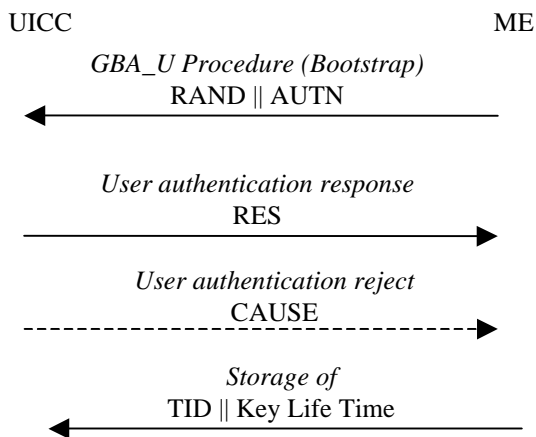 UICC ME
GBA_U Procedure (Bootstrap)
RAND || AUTN
User authentication response
RES
User authentication reject
CAUSE
Storage of
TID || Key Life Time